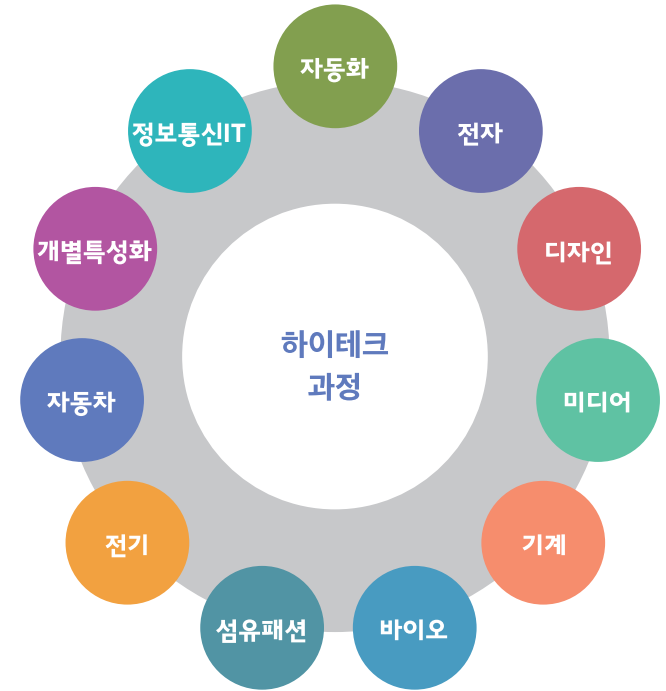 자동화
전자
디자인
미디어
기계
바이오
섬유패션
전기
자동차
개별특성화
정보통신IT
하이테크
과정